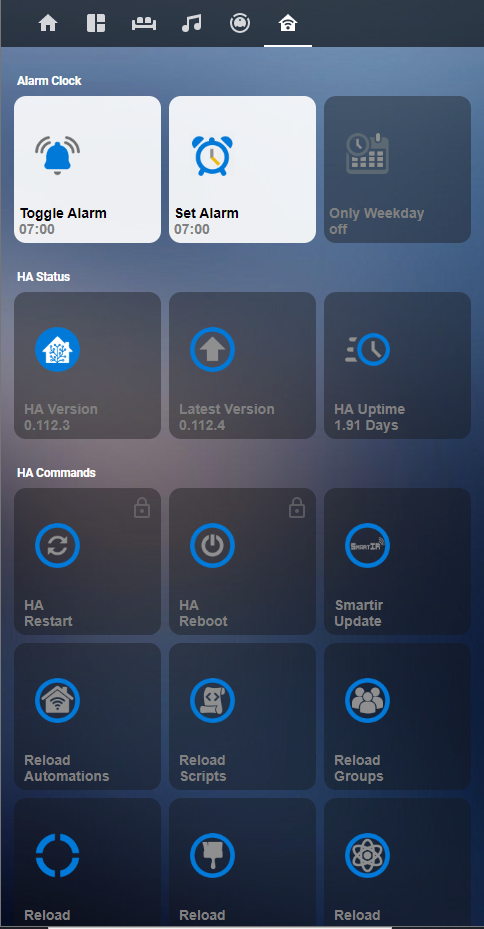 Alarm Clock
Toggle Alarm
07:00
Set Alarm
07:00
Only Weekday
off
HA Status
HA Version
0.112.3
Latest Version
0.112.4
HA Uptime
1.91 Days
HA Commands
HA
Restart
HA
Reboot
SmartIR
Smartir
Update
Reload
Automations
Reload
Scripts
Reload
Groups
Reload
Reload
Reload